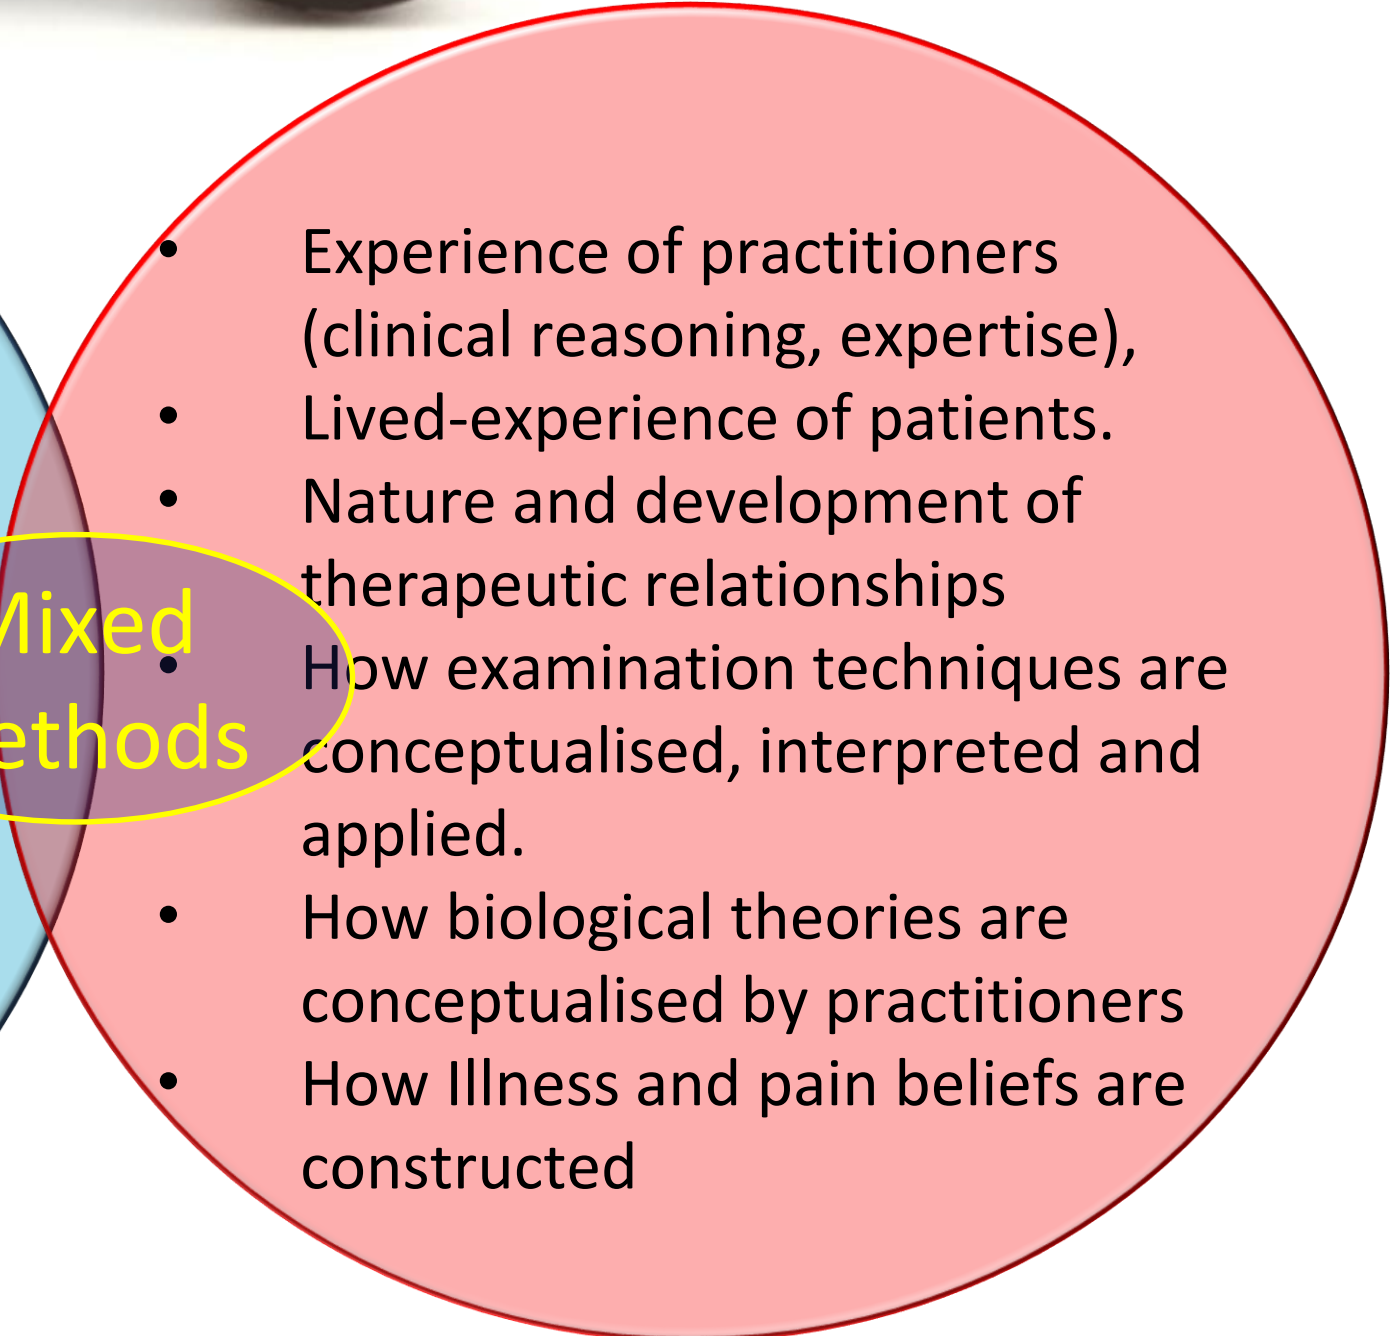 • Experience of practitioners
(clinical reasoning, expertise),
• Lived-experience of patients.
• Nature and development of
therapeutic relationships
Mixed
ethods
• How examination techniques are
conceptualised, interpreted and
applied.
• How biological theories are
conceptualised by practitioners
• How Illness and pain beliefs are
constructed